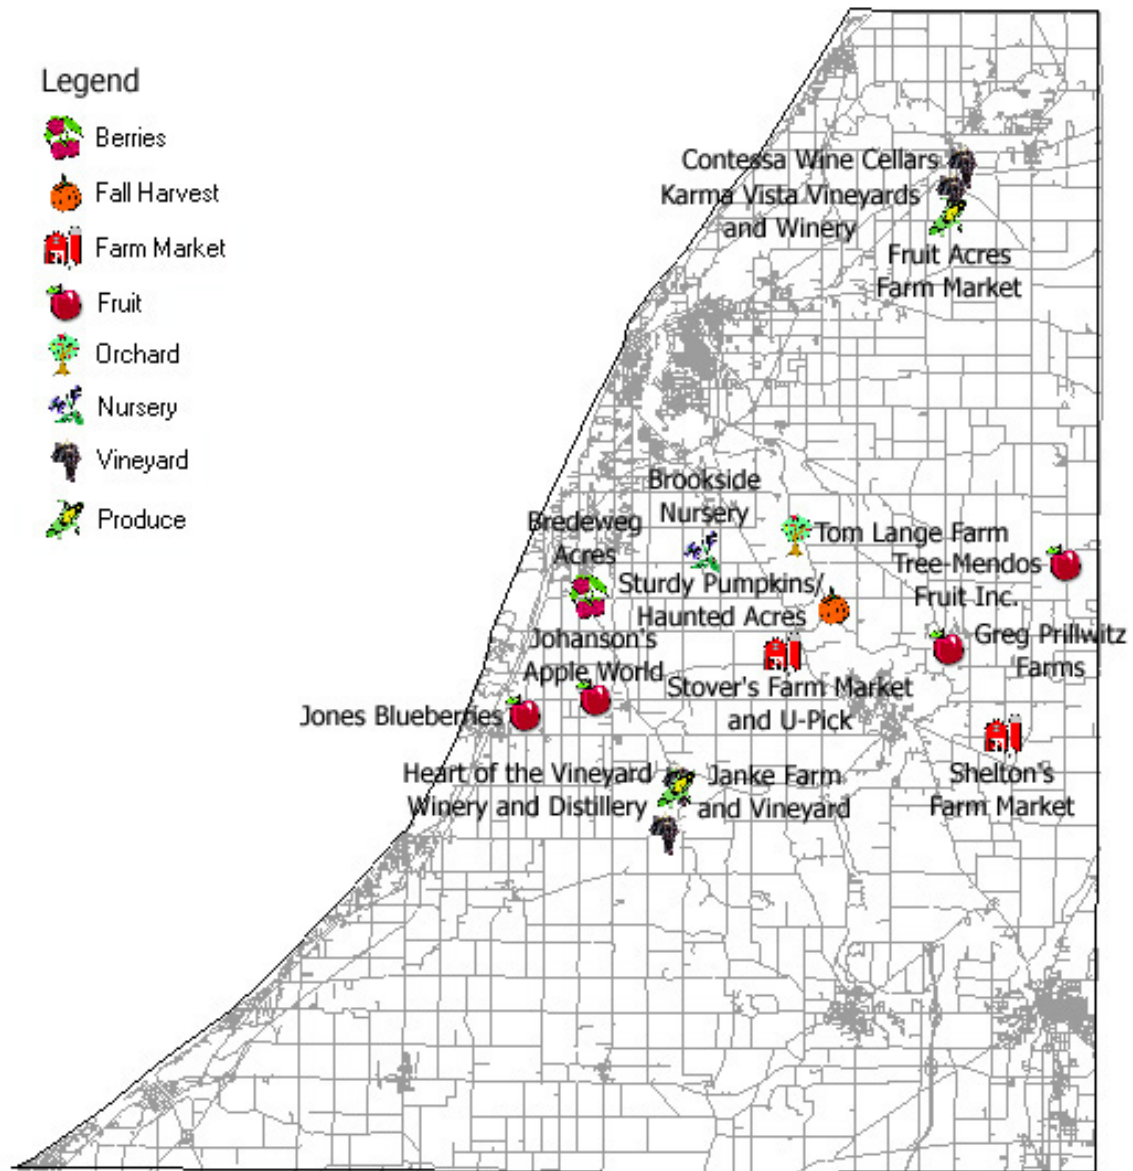 Legend
Berries
Fall Harvest
Farm Market
Fruit
Orchard
Nursery
Vineyard
Produce
Contessa Wine Cellars
Karma Vista Vineyards
and Winery
Fruit Acres
Farm Market
Brookside
Nursery
Bredeweg
Acres
Tom Lange Farm
Tree-Mendos
Fruit Inc.
Sturdy Pumpkins/
Haunted Acres
Johanson's
Apple World
Greg Prillwitz
Farms
Stover's Farm Market
and U-Pick
Jones Blueberries
Heart of the Vineyard
Winery and Distillery
Janke Farm
and Vineyard
Shelton's
Farm Market